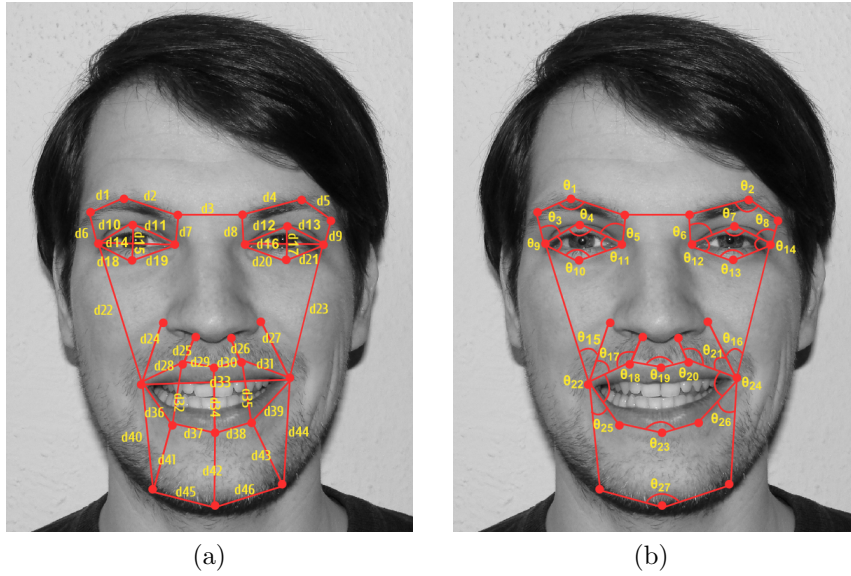 d1 d2 d3 d4 d5
d6 d10 d11 d7 d8 d12 d13 d9
d14 d15 d16 d17
d18 d19 d20 d21
d22 d23
d24 d25 d26 d27
d28 d29 d30 d31
d33
d36 d32 d34 d35 d39
d40 d37 d38 d44
d41 d42 d43
d45 d46
(a)
θ1 θ2
θ3 θ4 θ5 θ6 θ7 θ8
θ9 θ10 θ11 θ12 θ13 θ14
θ15 θ16
θ17 θ18 θ19 θ20 θ21
θ22 θ24
θ25 θ23 θ26
θ27
(b)